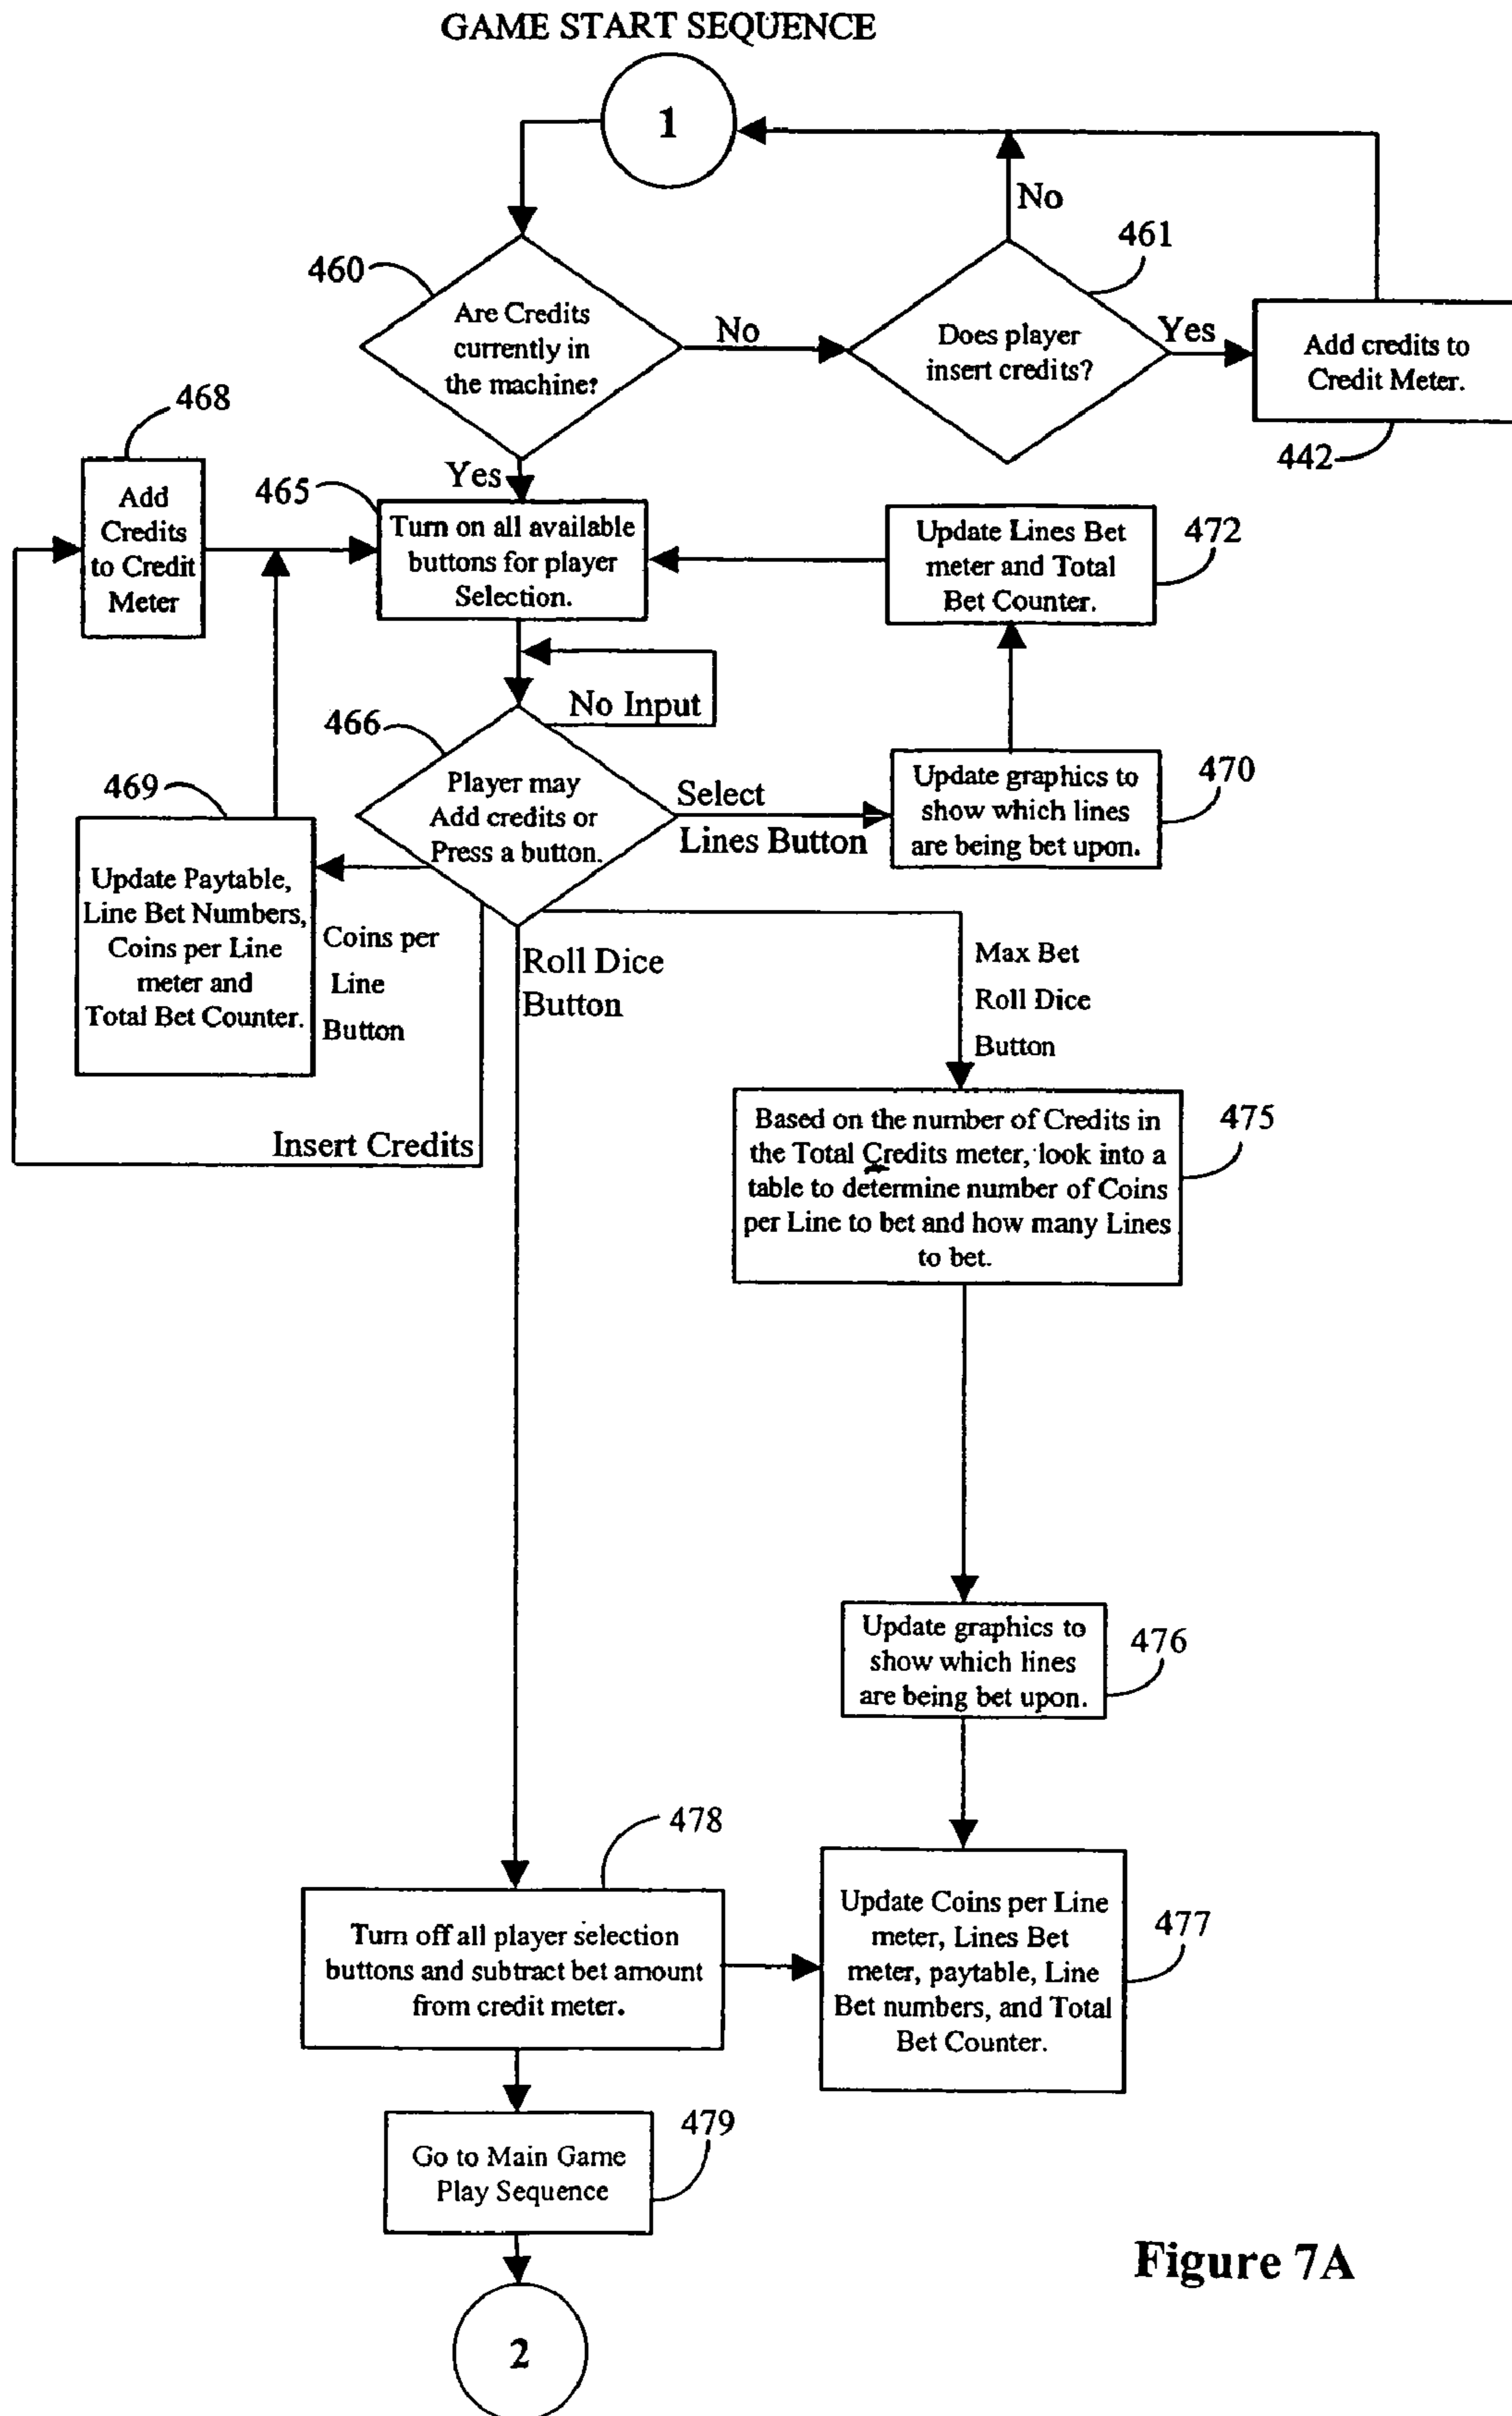 GAME START SEQUENCE
1
No
461
460
Are Credits
currently in
the machine?
No
Does player
insert credits?
Yes
Add credits to
Credit Meter.
442
468
Add
Credits
to Credit
Meter
Yes
465
Turn on all available
buttons for player
Selection.
Update Lines Bet
meter and Total
Bet Counter.
472
No Input
466
Player may
Add credits or
Press a button.
Select
Lines Button
Update graphics to
show which lines
are being bet upon.
470
469
Update Paytable,
Line Bet Numbers,
Coins per Line
meter and
Total Bet Counter.
Coins per
Line
Button
Insert Credits
Roll Dice
Button
Max Bet
Roll Dice
Button
Based on the number of Credits in
the Total Credits meter, look into a
table to determine number of Coins
per Line to bet and how many Lines
to bet.
475
Update graphics to
show which lines
are being bet upon.
476
478
Turn off all player selection
buttons and subtract bet amount
from credit meter.
Update Coins per Line
meter, Lines Bet
meter, paytable, Line
Bet numbers, and Total
Bet Counter.
477
Go to Main Game
Play Sequence
479
2
Figure 7A